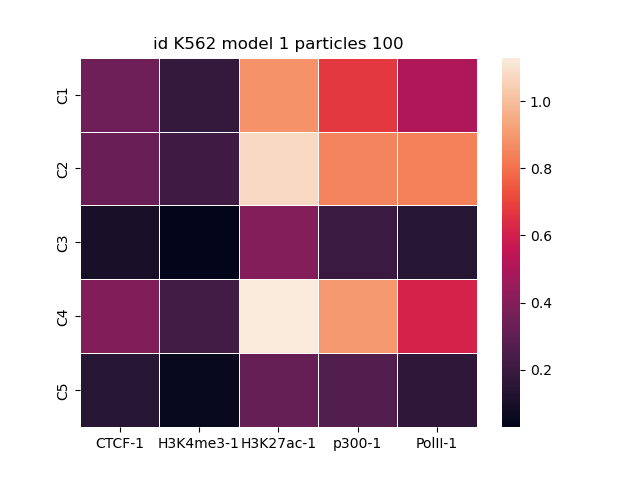 id K562 model 1 particles 100
C1
C2
C3
C4
C5
CTCF-1 H3K4me3-1 H3K27ac-1 p300-1 PolII-1
1.0
0.8
0.6
0.4
0.2